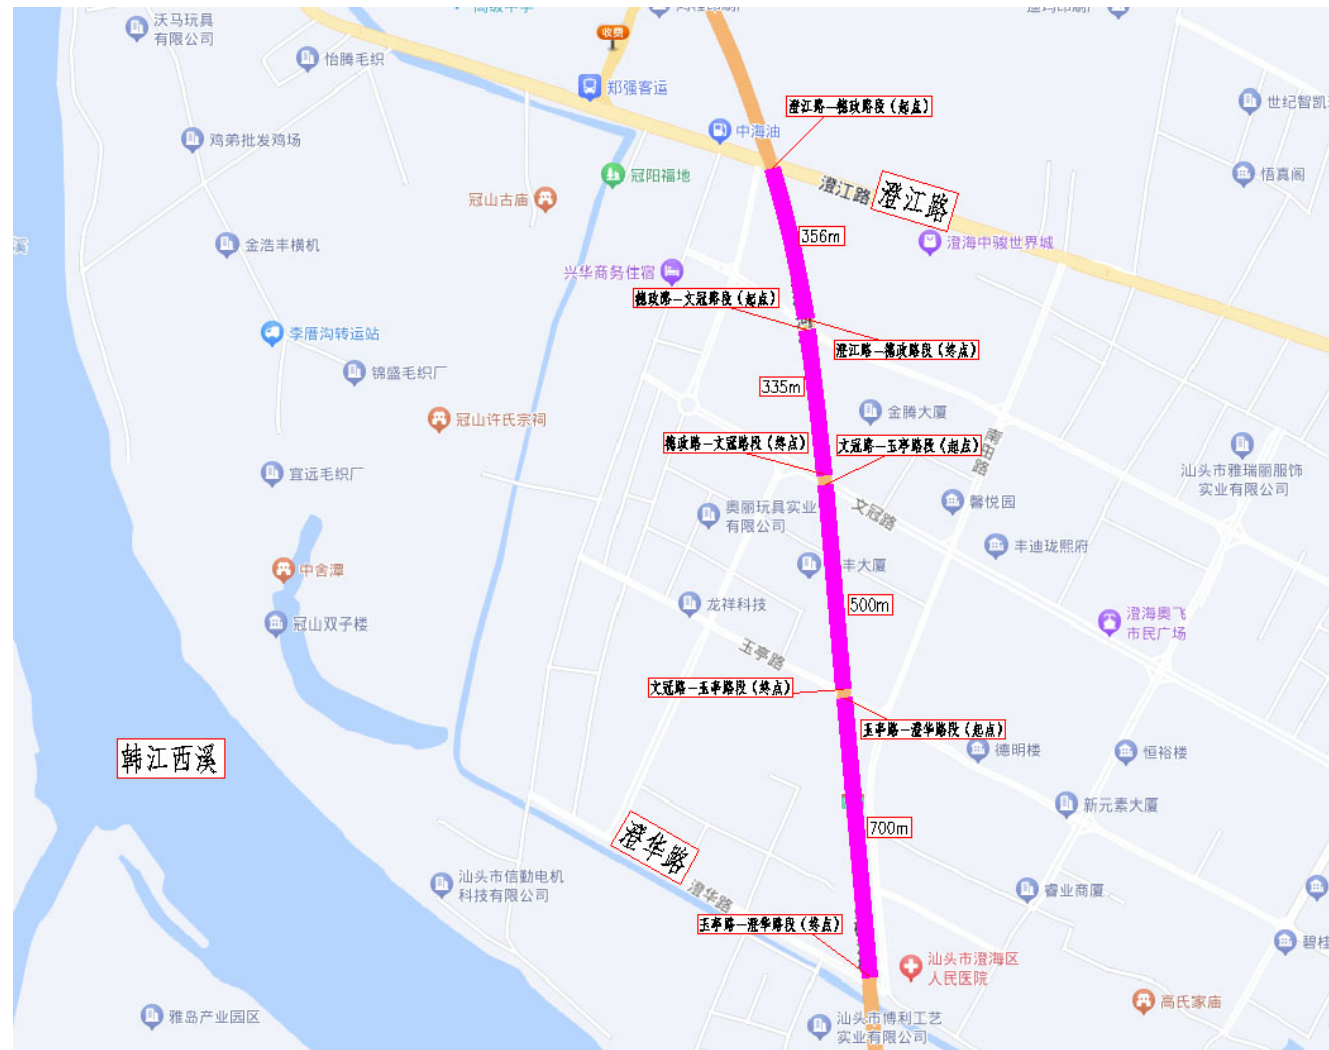 沃马玩具
有限公司
收费
怡腾毛织
郑强客运
世纪智凯
澄江路—德政路段（起点）
中海油
鸡弟批发鸡场
冠阳福地
悟真阁
冠山古庙
澄江路
澄江路
356m
金浩丰横机
澄海中骏世界城
溪
兴华商务住宿
德政路—文冠路段（起点）
李厝沟转运站
澄江路—德政路段（终点）
锦盛毛织厂
335m
金腾大厦
冠山许氏宗祠
南田路
德政路—文冠路段（终点）
文冠路—玉亭路段（起点）
汕头市雅瑞丽服饰
实业有限公司
宜远毛织厂
馨悦园
奥丽玩具实业
有限公司
文冠路
丰迪珑熙府
丰大厦
中舍潭
龙祥科技
500m
冠山双子楼
澄海奥飞
市民广场
玉亭路
文冠路—玉亭路段（终点）
玉亭路—澄华路段（起点）
韩江西溪
德明楼
恒裕楼
新元素大厦
700m
澄华路
汕头市信勤电机
科技有限公司
澄华路
睿业商厦
玉亭路—澄华路段（终点）
碧桂
汕头市澄海区
人民医院
高氏家庙
雅岛产业园区
汕头市博利工艺
实业有限公司